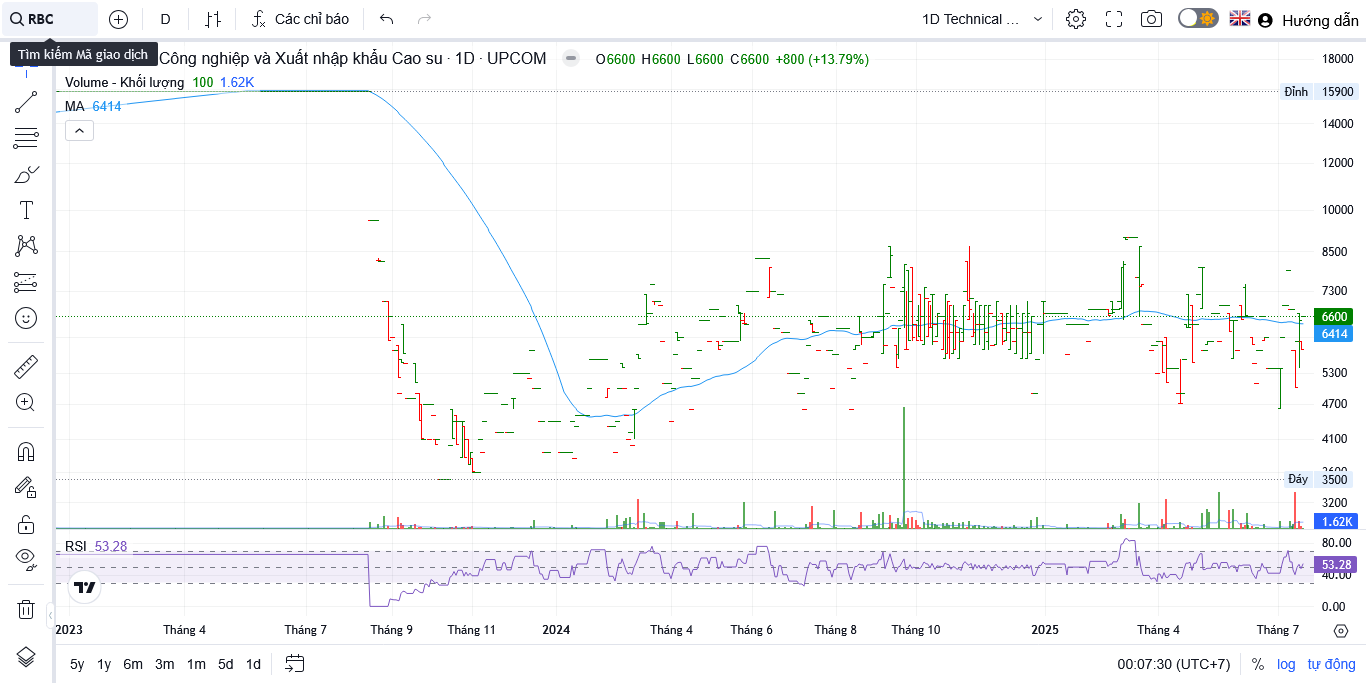 RBC D Các chỉ báo 1D Technical ... Hướng dẫn
Tìm kiếm Mã giao dịch
Công nghiệp và Xuất nhập khẩu Cao su · 1D · UPCOM O6600 H6600 L6600 C6600 +800 (+13.79%)
Volume - Khối lượng 100 1.62K
MA 6414
18000
Đỉnh 15900
14000
12000
10000
8500
7300
6600
6414
5300
4700
4100
3600
Đáy 3500
3200
1.62K
RSI 53.28
80.00
53.28
40.00
0.00
2023 Tháng 4 Tháng 7 Tháng 9 Tháng 11 2024 Tháng 4 Tháng 6 Tháng 8 Tháng 10 2025 Tháng 4 Tháng 7
5y 1y 6m 3m 1m 5d 1d 00:07:30 (UTC+7) % log tự động